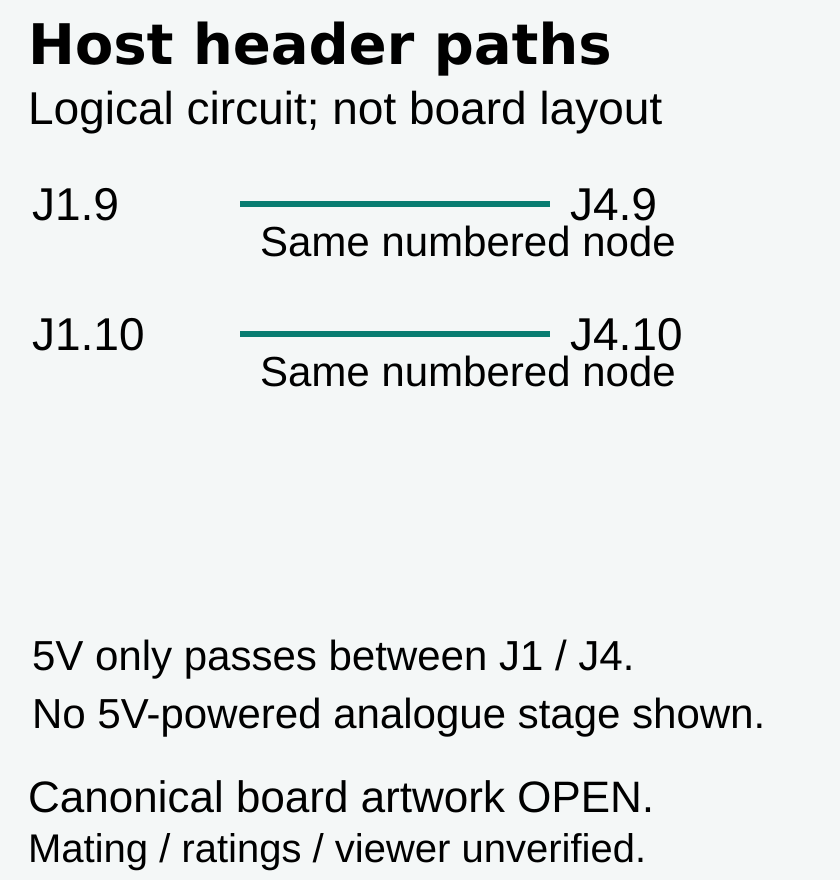 Host header paths
Logical circuit; not board layout
J1.9 J4.9
Same numbered node
J1.10 J4.10
Same numbered node
5V only passes between J1 / J4.
No 5V-powered analogue stage shown.
Canonical board artwork OPEN.
Mating / ratings / viewer unverified.